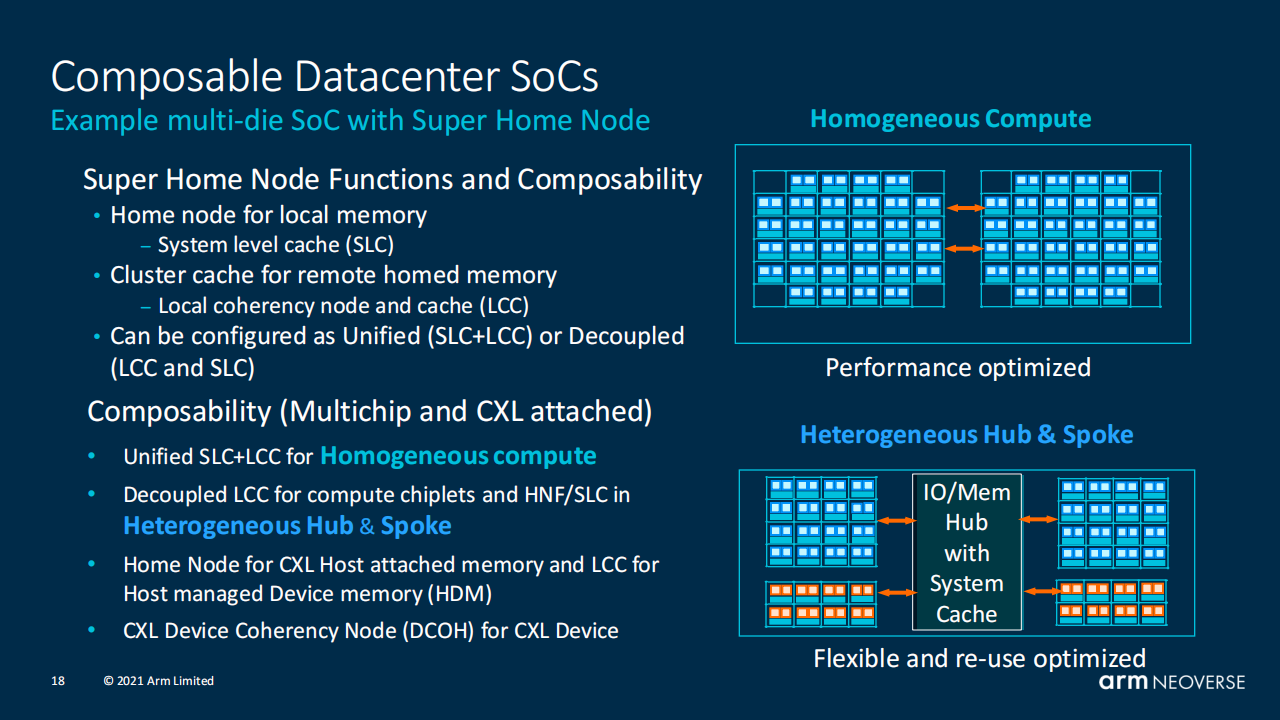 Composable Datacenter SoCs
Example multi-die SoC with Super Home Node
Super Home Node Functions and Composability
• Home node for local memory
– System level cache (SLC)
• Cluster cache for remote homed memory
– Local coherency node and cache (LCC)
• Can be configured as Unified (SLC+LCC) or Decoupled
(LCC and SLC)
Composability (Multichip and CXL attached)
• Unified SLC+LCC for Homogeneous compute
• Decoupled LCC for compute chiplets and HNF/SLC in
Heterogeneous Hub & Spoke
• Home Node for CXL Host attached memory and LCC for
Host managed Device memory (HDM)
• CXL Device Coherency Node (DCOH) for CXL Device
Homogeneous Compute
Performance optimized
Heterogeneous Hub & Spoke
IO/Mem
Hub
with
System
Cache
Flexible and re-use optimized
18
© 2021 Arm Limited
arm NEOVERSE